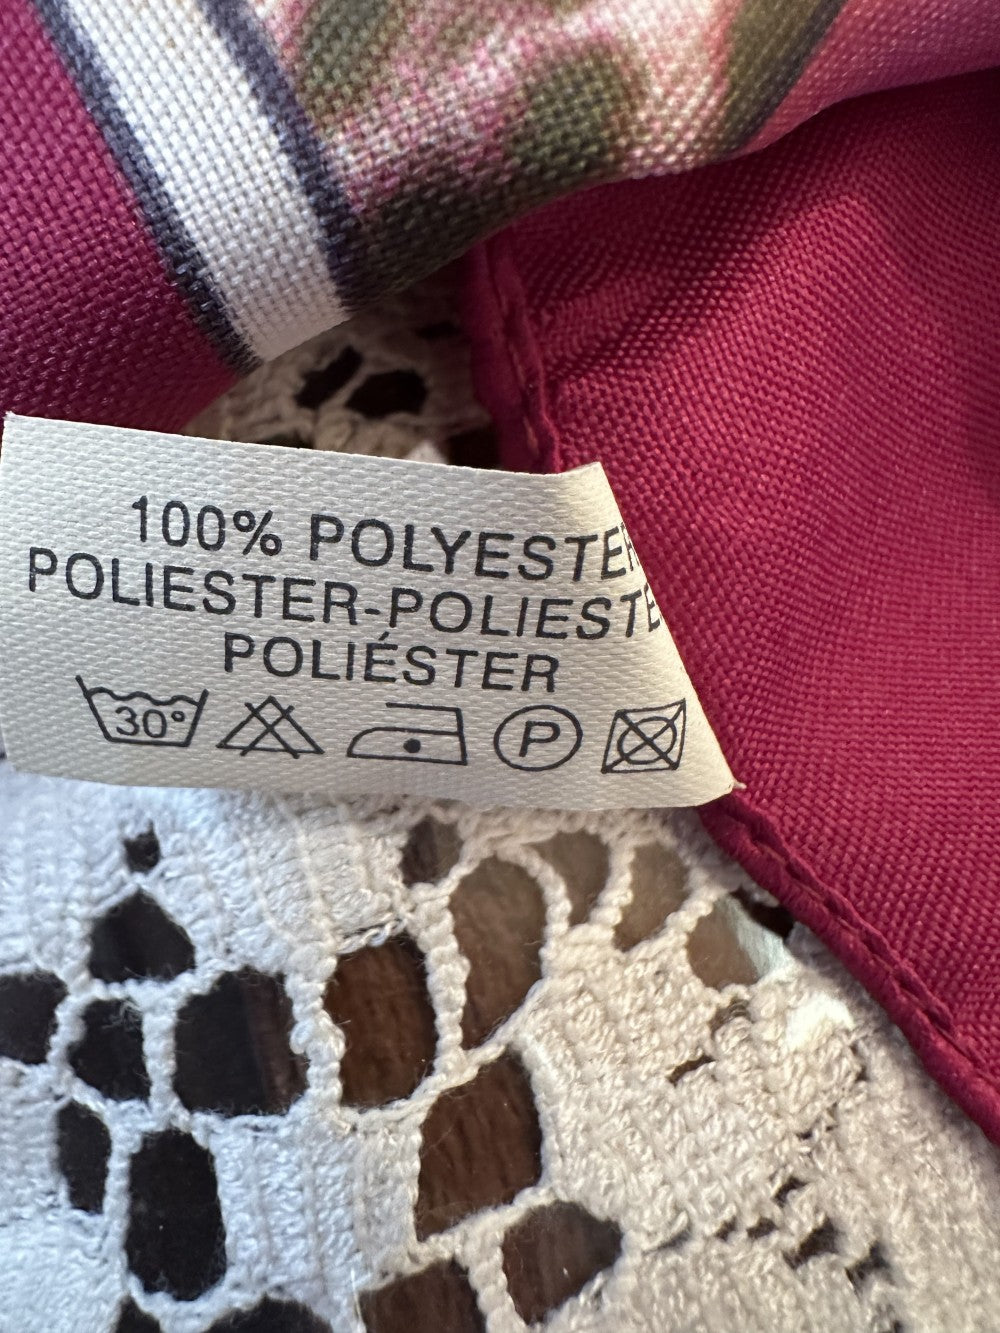 100% POLYESTER
POLIESTER-POLIESTE
POLIÉSTER
30° P